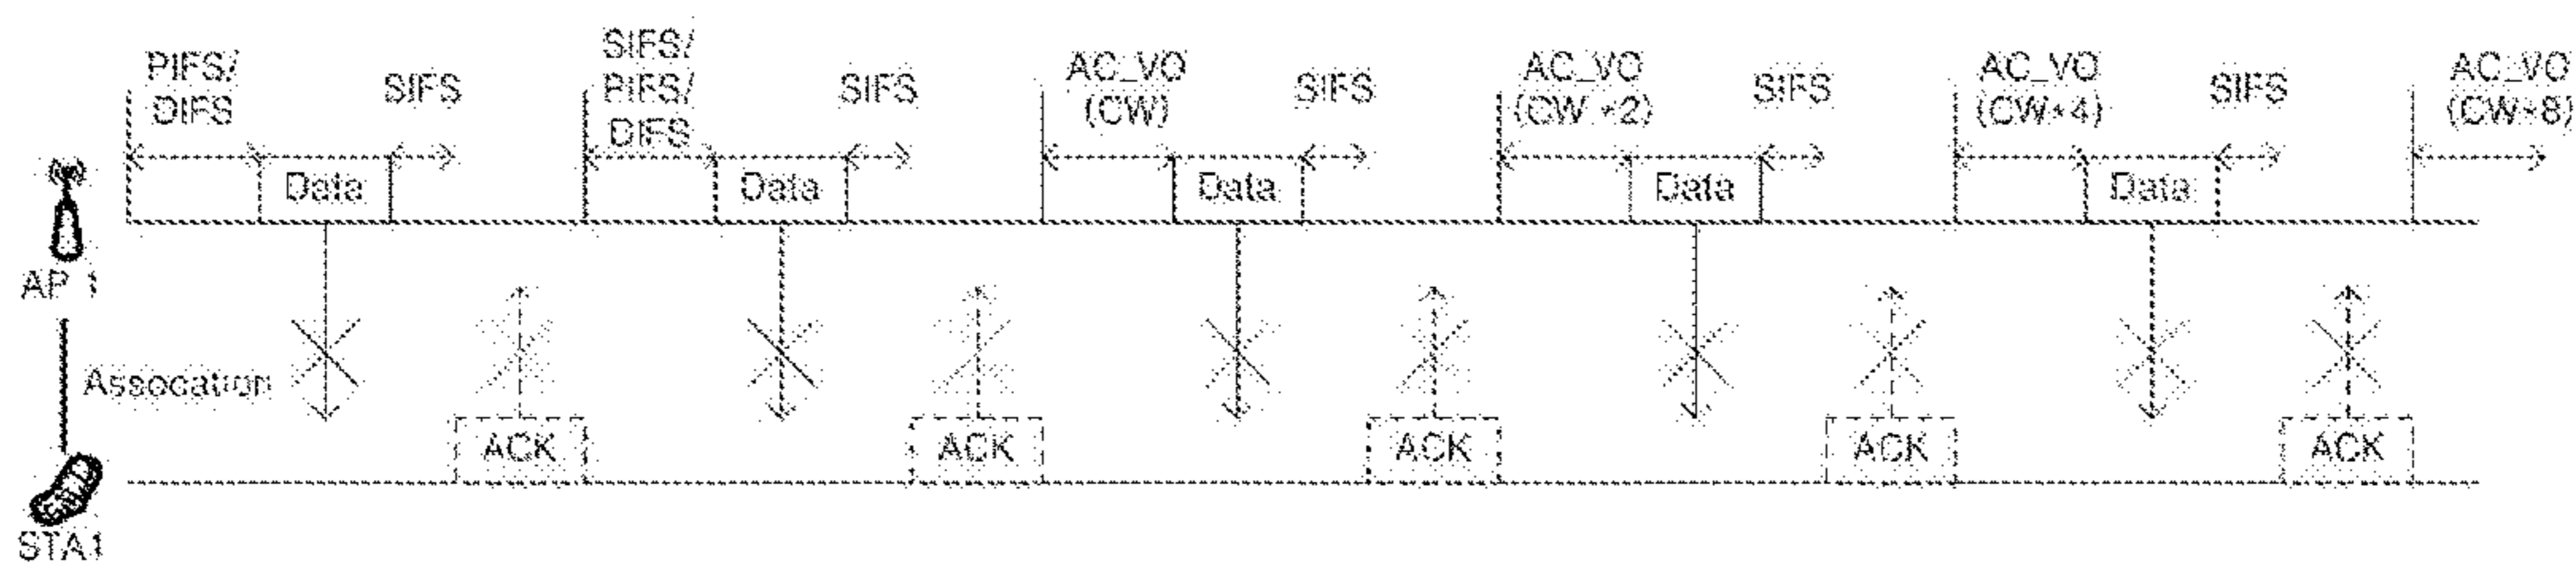 PIFS/
DIFS
SIFS
SIFS/
PIFS/
DIFS
SIFS
AC_VO
(CW)
SIFS
AC_VO
(CW*2)
SIFS
AC_VO
(CW*4)
SIFS
AC_VO
(CW*8)
Data
Data
Data
Data
Data
AP 1
Assocation
ACK
ACK
ACK
ACK
ACK
STA1